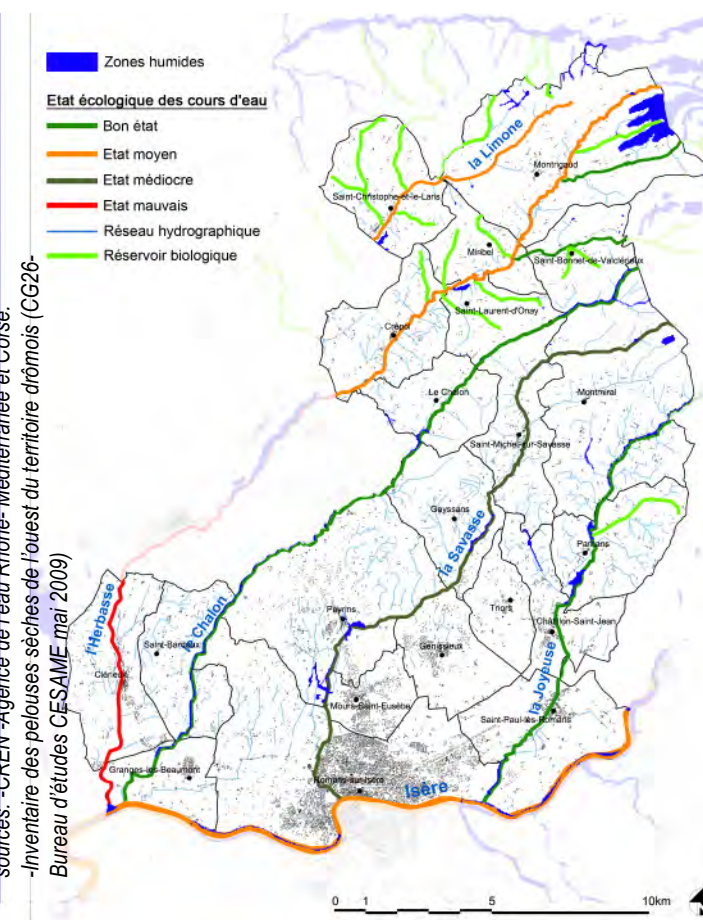 Zones humides
Etat écologique des cours d'eau
Bon état
Etat moyen
Etat médiocre
Etat mauvais
Réseau hydrographique
Réservoir biologique
la Limone
Montrigaud
Saint-Christophe-et-le-Laris
Miribel
Saint-Bonnet-de-Valclérieux
Saint-Laurent-d'Onay
Crépol
Le Chalon
Montmiral
Saint-Michel-sur-Savasse
Geyssans
la Savasse
Parnans
Triors
Châtillon-Saint-Jean
Peyrins
Génissieux
la Joyeuse
l'Herbasse
Saint-Bardoux
Chalon
Clérieux
Mours-Saint-Eusèbe
Saint-Paul-lès-Romans
Granges-les-Beaumont
Romans-sur-Isère
Isère
0 1 5 10km
sources: -CREN -Agence de l'eau Rhône- Méditerranée et Corse.
-Inventaire des pelouses sèches de l'ouest du territoire drômois (CG26-
Bureau d'études CESAME mai 2009)